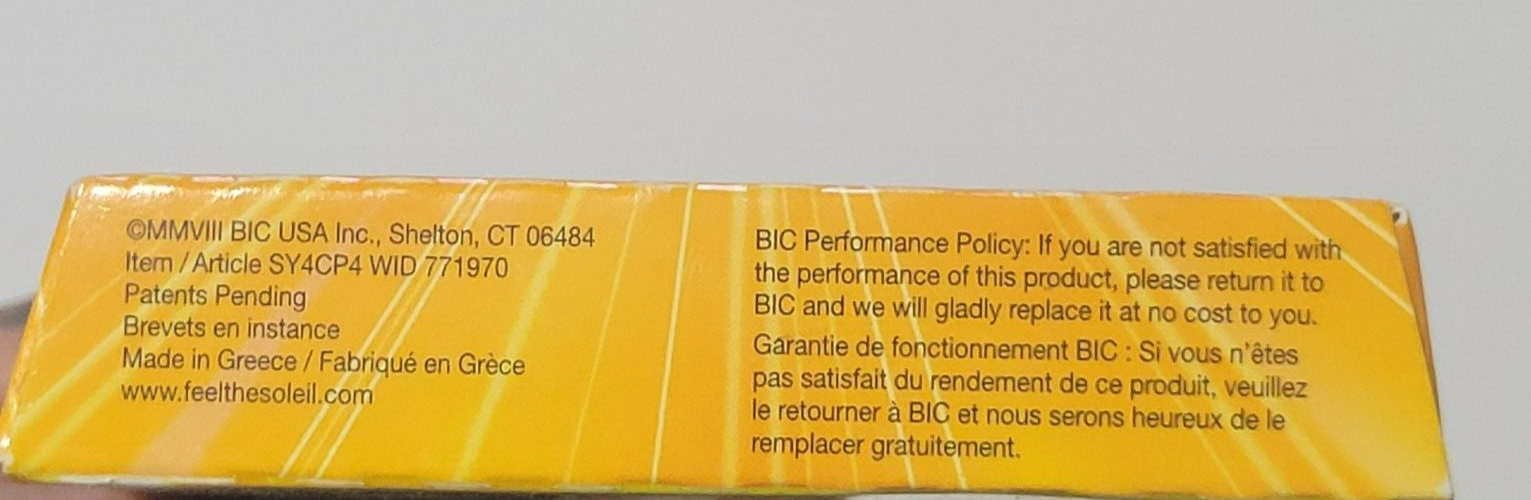 ©MMVIII BIC USA Inc., Shelton, CT 06484
Item / Article SY4CP4 WID 771970
Patents Pending
Brevets en instance
Made in Greece / Fabriqué en Grèce
www.feelthesoleil.com
BIC Performance Policy: If you are not satisfied with
the performance of this product, please return it to
BIC and we will gladly replace it at no cost to you.
Garantie de fonctionnement BIC : Si vous n'êtes
pas satisfait du rendement de ce produit, veuillez
le retourner à BIC et nous serons heureux de le
remplacer gratuitement.